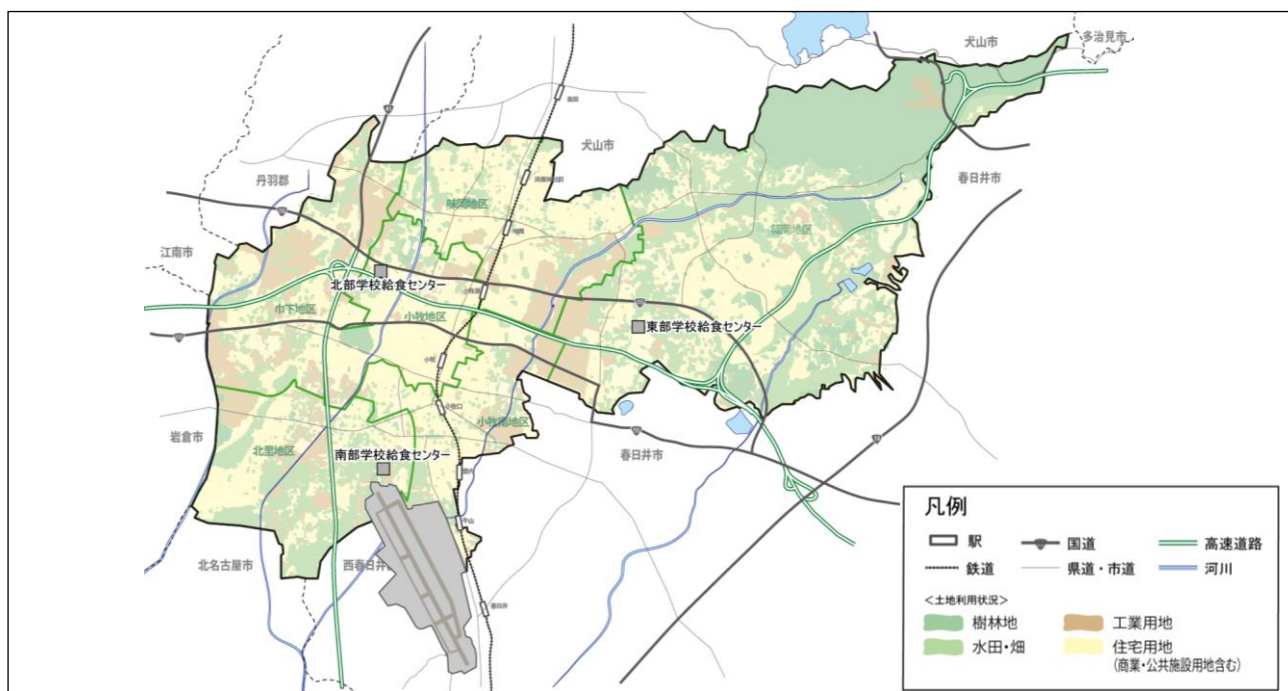 犬山市
多治見市
犬山市
丹羽郡
春日井市
味岡地区
篠岡地区
江南市
北部学校給食センター
巾下地区
小牧地区
東部学校給食センター
小牧南地区
岩倉市
北里地区
春日井市
南部学校給食センター
北名古屋市
西春日井
凡例
駅
国道
高速道路
鉄道
県道・市道
河川
<土地利用状況>
樹林地
工業用地
水田・畑
住宅用地
(商業・公共施設用地含む)